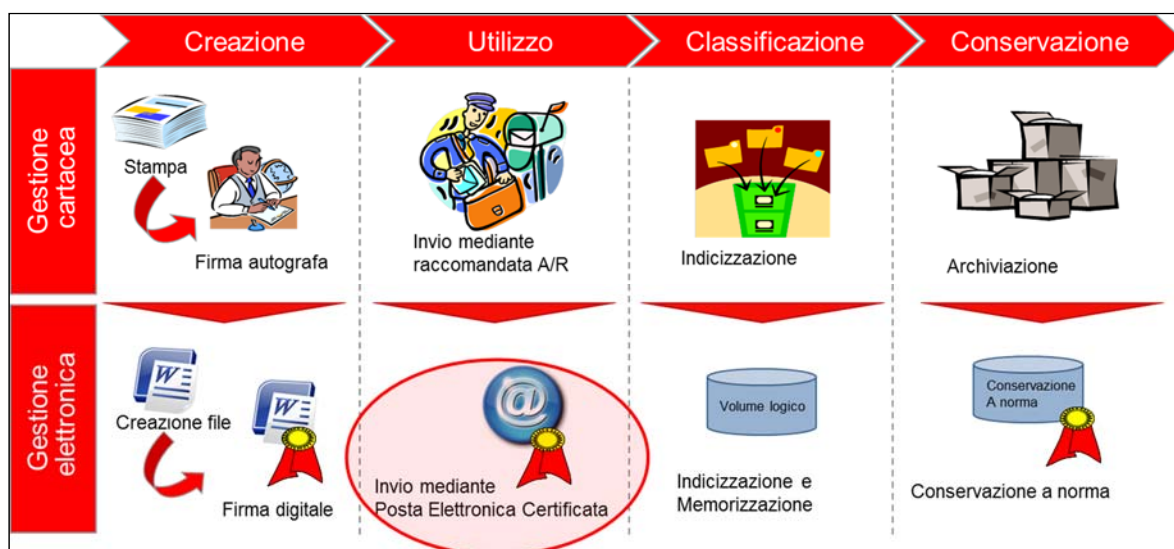 Creazione
Utilizzo
Classificazione
Conservazione
Gestione
cartacea
Stampa
Firma autografa
Invio mediante
raccomandata A/R
Indicizzazione
Archiviazione
Gestione
elettronica
W
Creazione file
W
Firma digitale
@
Invio mediante
Posta Elettronica Certificata
Volume logico
Indicizzazione e
Memorizzazione
Conservazione
A norma
Conservazione a norma